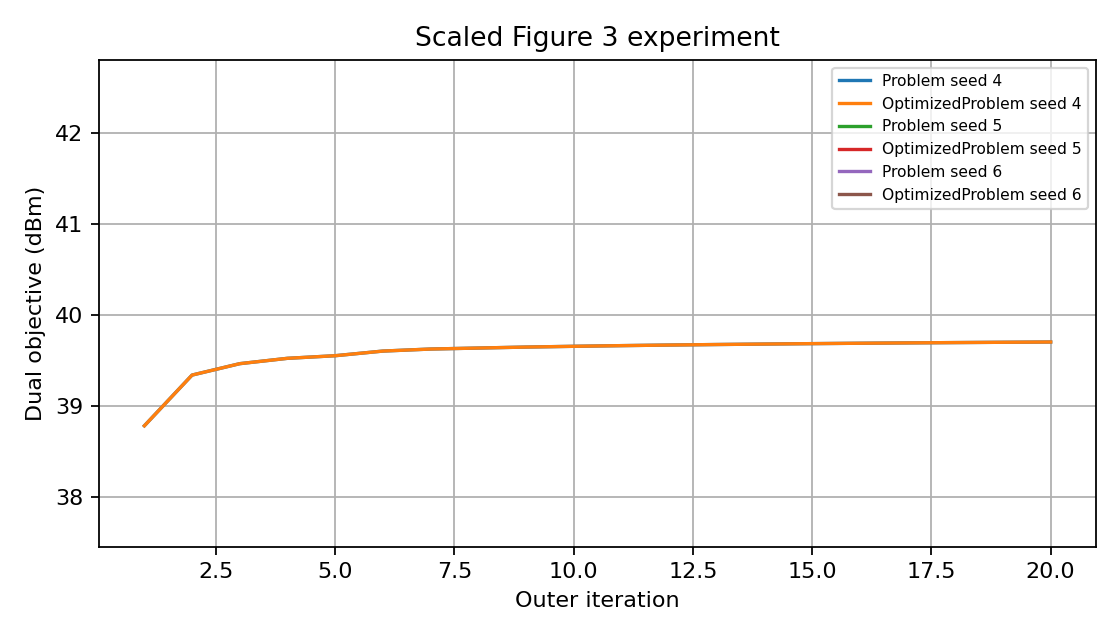 Scaled Figure 3 experiment
Problem seed 4
OptimizedProblem seed 4
Problem seed 5
OptimizedProblem seed 5
Problem seed 6
OptimizedProblem seed 6
Dual objective (dBm)
42
41
40
39
38
2.5 5.0 7.5 10.0 12.5 15.0 17.5 20.0
Outer iteration